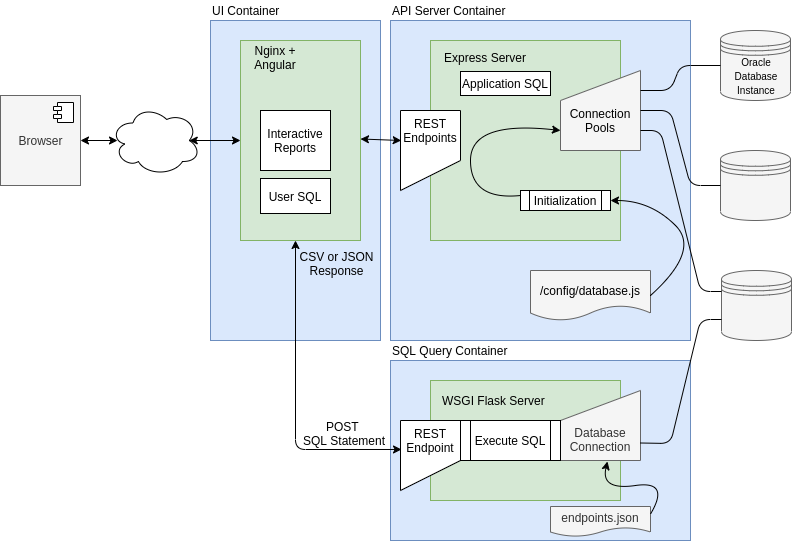 UI Container
API Server Container
Nginx +
Angular
Express Server
Application SQL
Oracle
Database
Instance
Browser
Interactive
Reports
REST
Endpoints
Connection
Pools
User SQL
Initialization
CSV or JSON
Response
/config/database.js
SQL Query Container
WSGI Flask Server
POST
SQL Statement
REST
Endpoint
Execute SQL
Database
Connection
endpoints.json